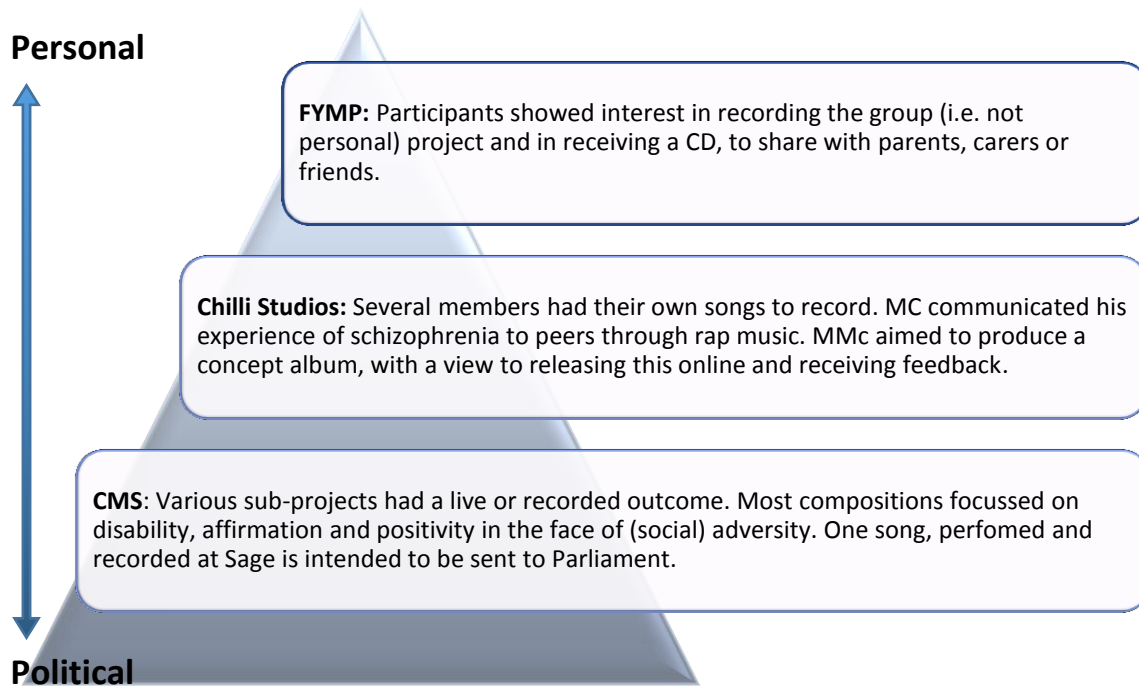 Personal
FYMP: Participants showed interest in recording the group (i.e. not
personal) project and in receiving a CD, to share with parents, carers or
friends.
Chilli Studios: Several members had their own songs to record. MC communicated his
experience of schizophrenia to peers through rap music. MMc aimed to produce a
concept album, with a view to releasing this online and receiving feedback.
CMS: Various sub-projects had a live or recorded outcome. Most compositions focussed on
disability, affirmation and positivity in the face of (social) adversity. One song, perfomed and
recorded at Sage is intended to be sent to Parliament.
Political